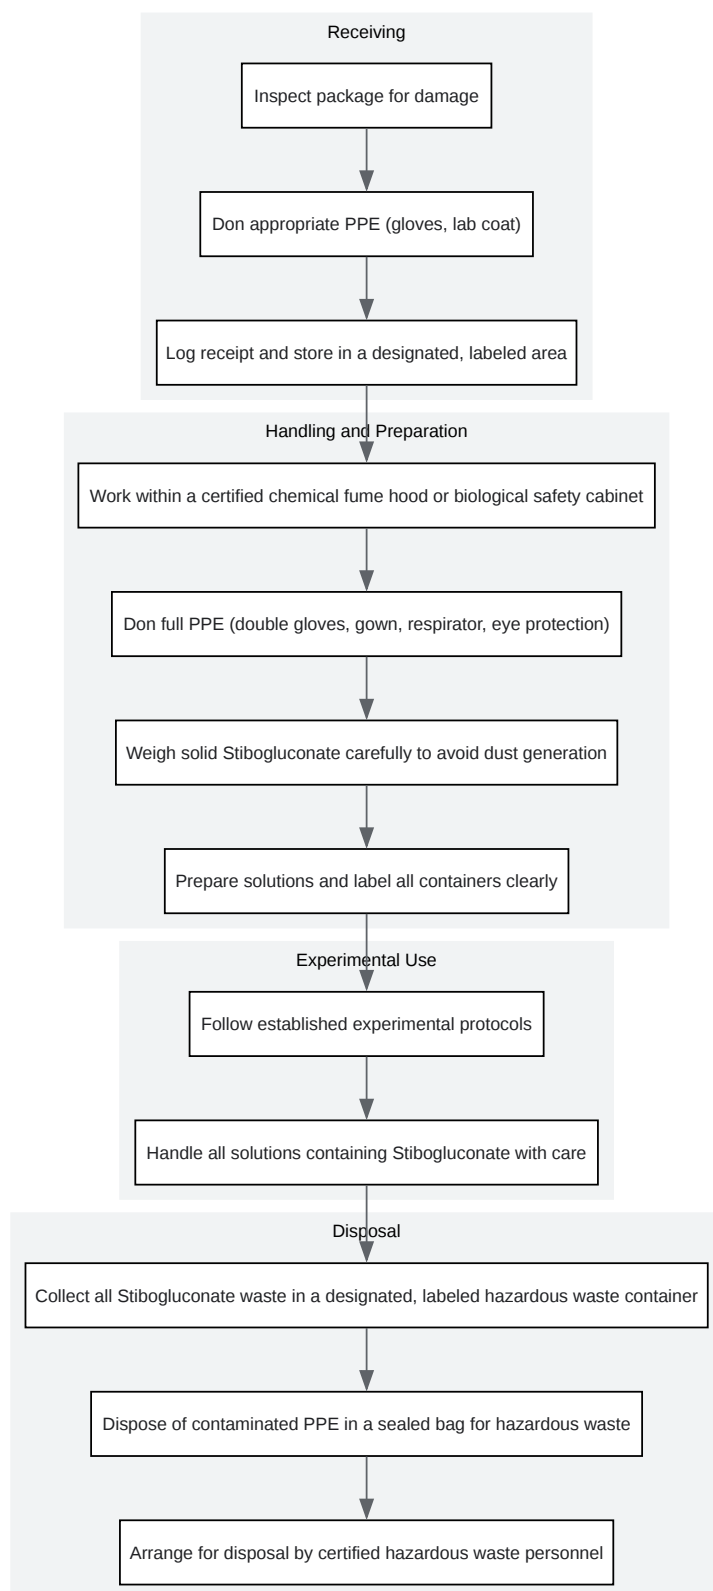 Receiving
Inspect package for damage
Don appropriate PPE (gloves, lab coat)
Log receipt and store in a designated, labeled area
Handling and Preparation
Work within a certified chemical fume hood or biological safety cabinet
Don full PPE (double gloves, gown, respirator, eye protection)
Weigh solid Stibogluconate carefully to avoid dust generation
Prepare solutions and label all containers clearly
Experimental Use
Follow established experimental protocols
Handle all solutions containing Stibogluconate with care
Disposal
Collect all Stibogluconate waste in a designated, labeled hazardous waste container
Dispose of contaminated PPE in a sealed bag for hazardous waste
Arrange for disposal by certified hazardous waste personnel